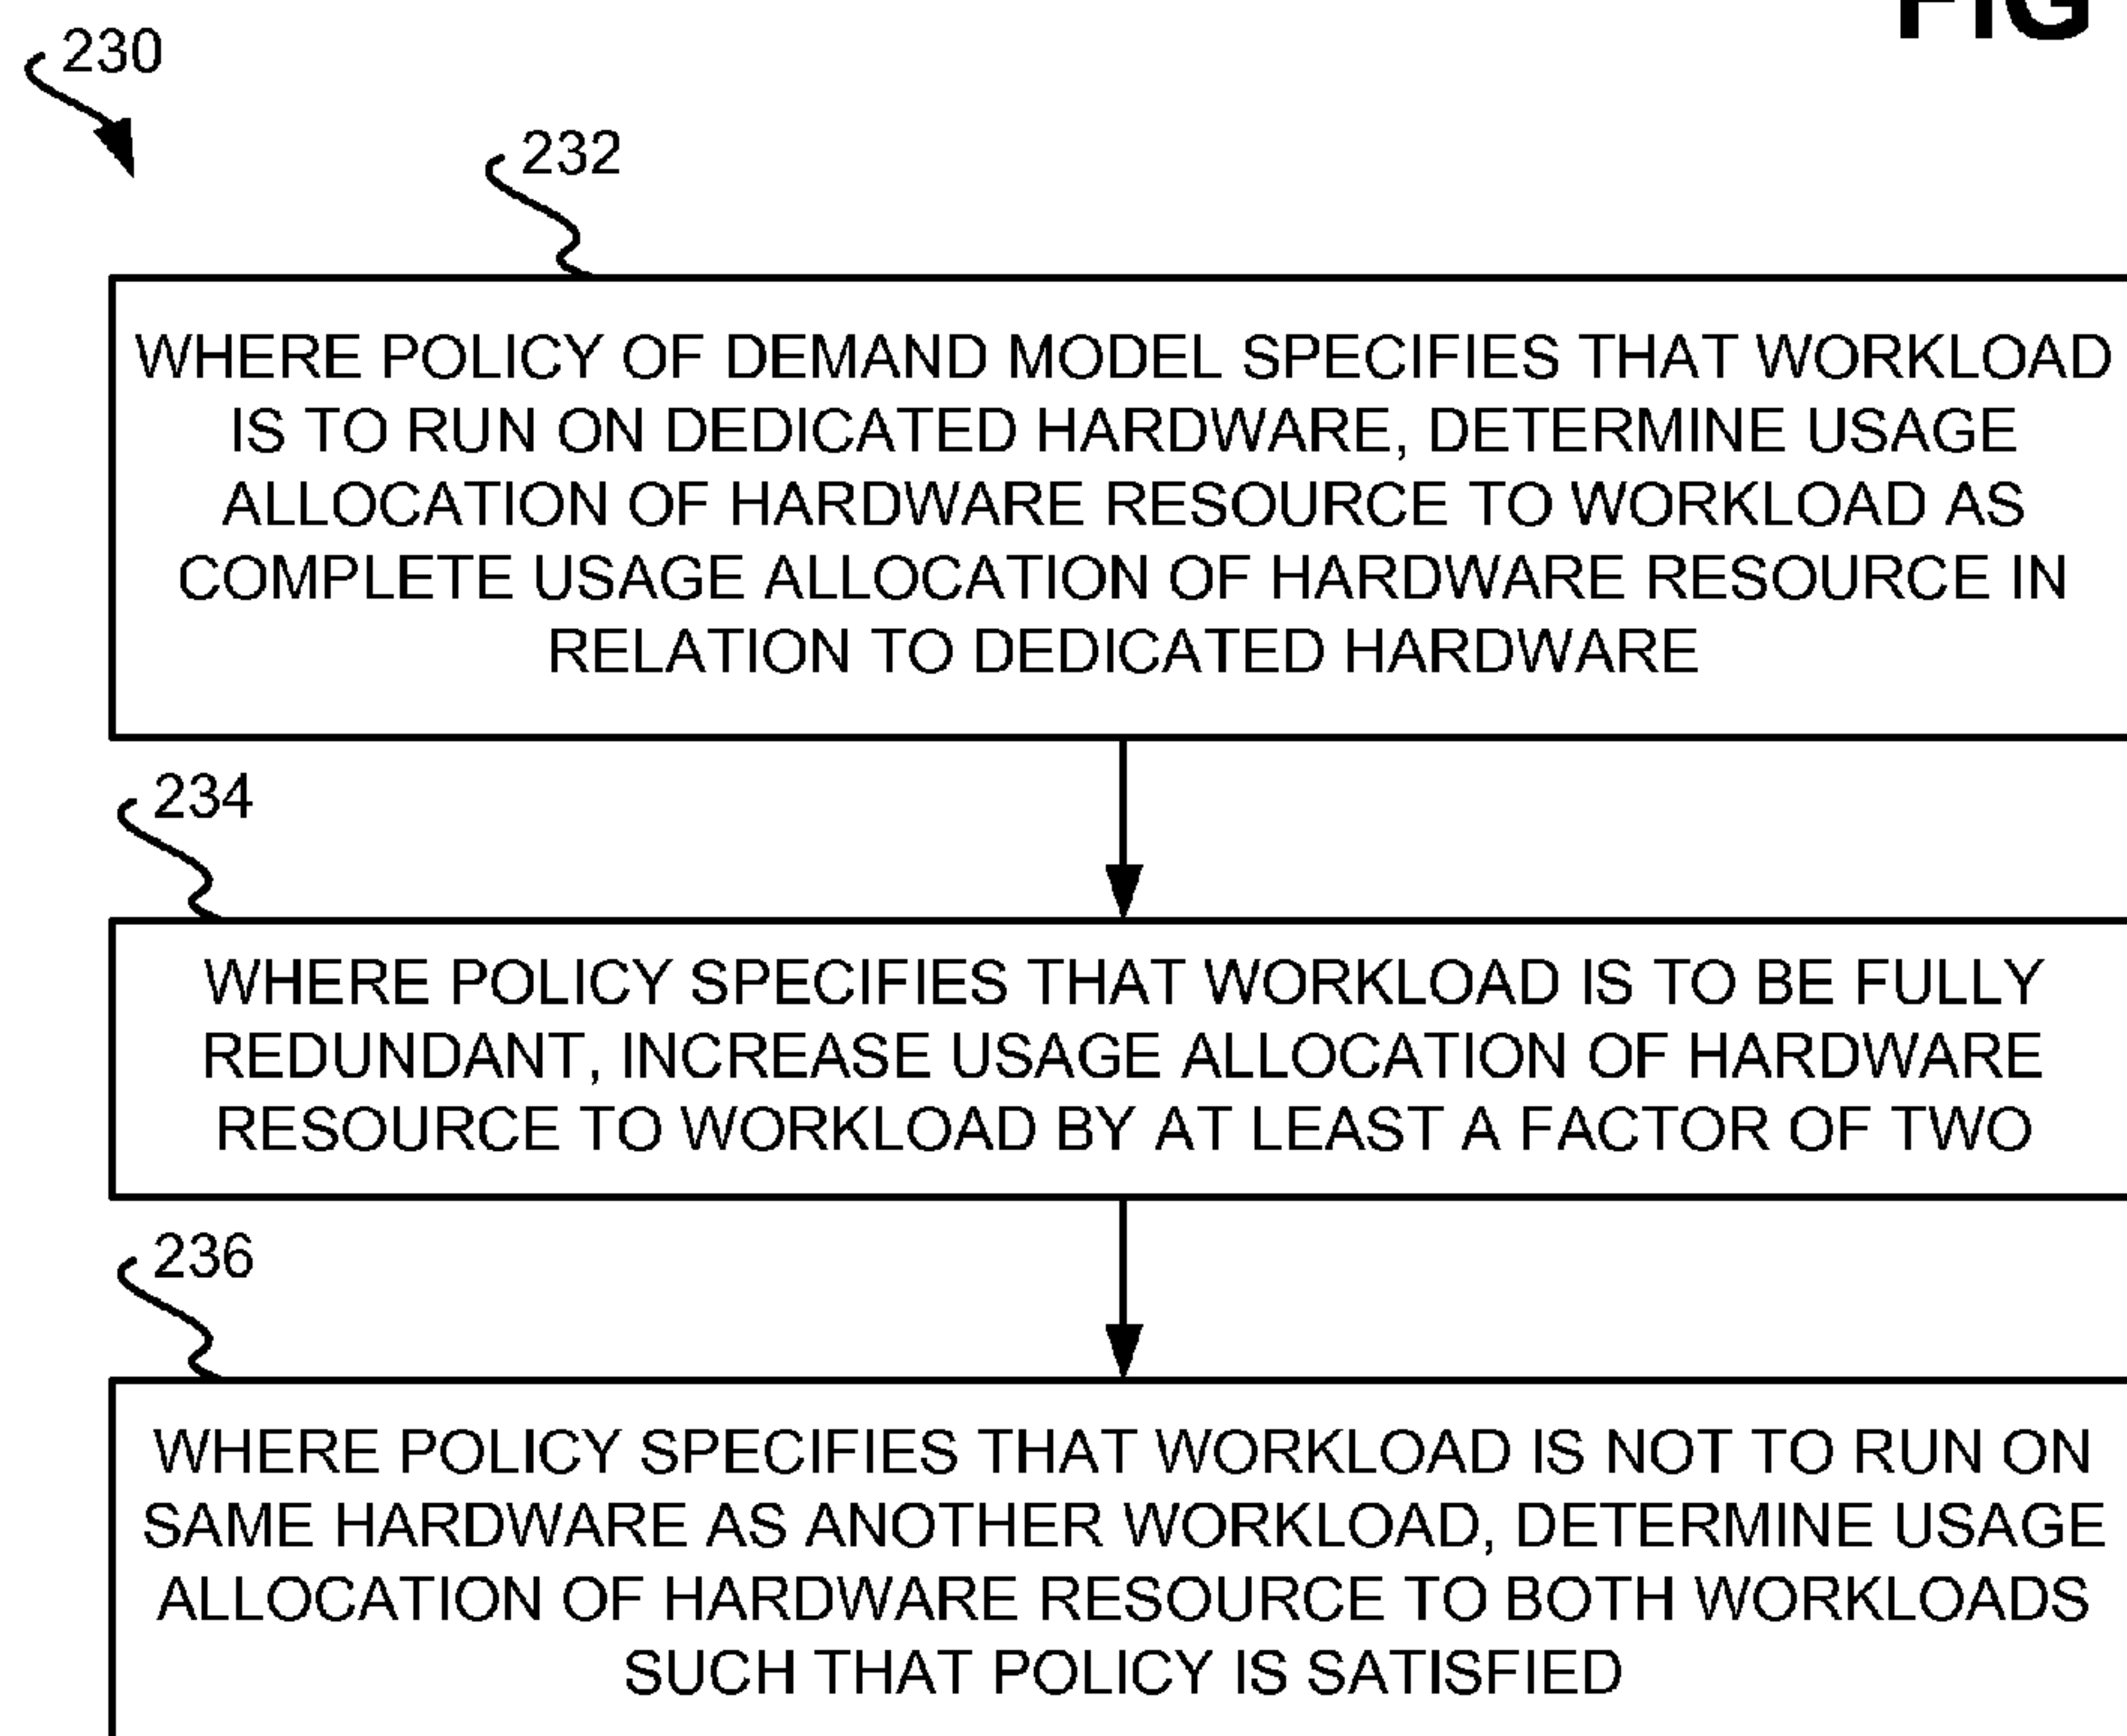 FIG
230
232
WHERE POLICY OF DEMAND MODEL SPECIFIES THAT WORKLOAD
IS TO RUN ON DEDICATED HARDWARE, DETERMINE USAGE
ALLOCATION OF HARDWARE RESOURCE TO WORKLOAD AS
COMPLETE USAGE ALLOCATION OF HARDWARE RESOURCE IN
RELATION TO DEDICATED HARDWARE
234
WHERE POLICY SPECIFIES THAT WORKLOAD IS TO BE FULLY
REDUNDANT, INCREASE USAGE ALLOCATION OF HARDWARE
RESOURCE TO WORKLOAD BY AT LEAST A FACTOR OF TWO
236
WHERE POLICY SPECIFIES THAT WORKLOAD IS NOT TO RUN ON
SAME HARDWARE AS ANOTHER WORKLOAD, DETERMINE USAGE
ALLOCATION OF HARDWARE RESOURCE TO BOTH WORKLOADS
SUCH THAT POLICY IS SATISFIED